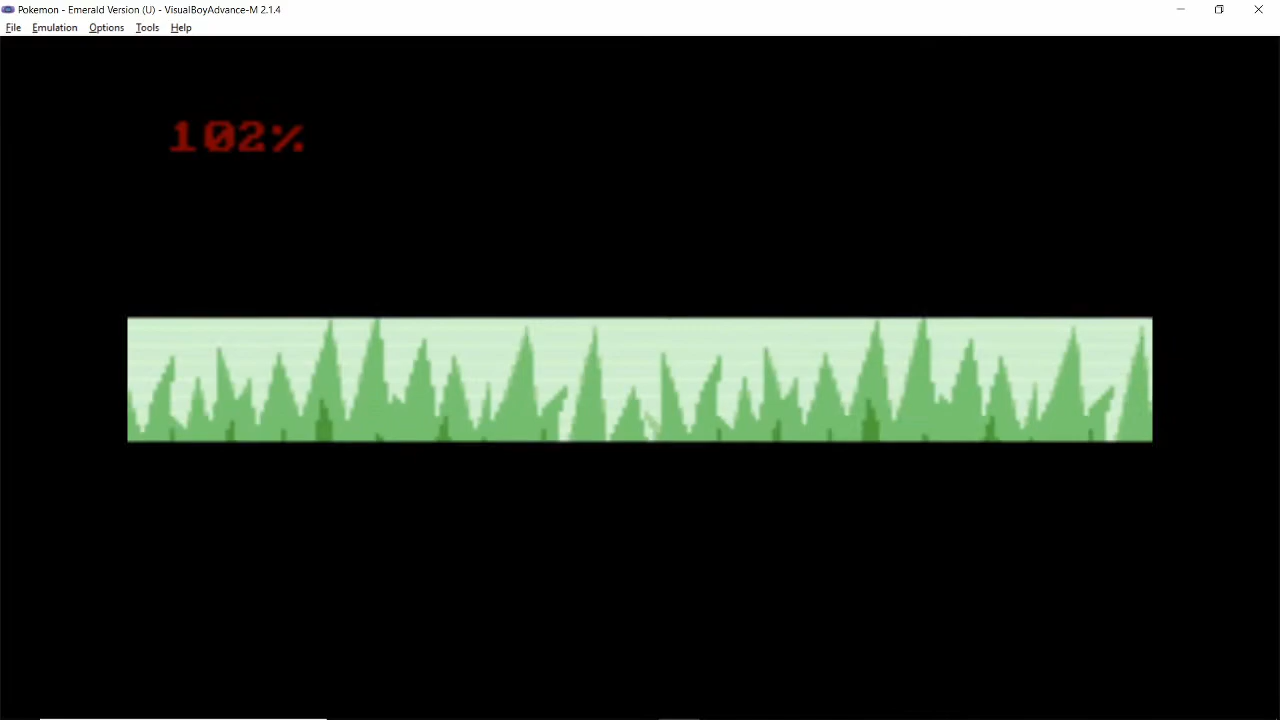 Pokemon - Emerald Version (U) - VisualBoyAdvance-M 2.1.4
File Emulation Options Tools Help
102%